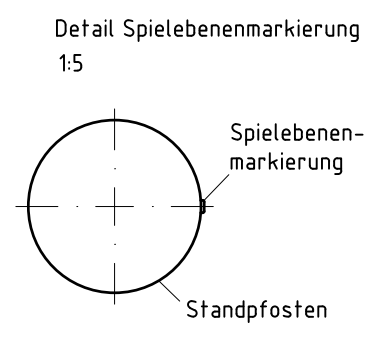 Detail Spielebenenmarkierung
1:5
Spielebenen-
markierung
Standpfosten